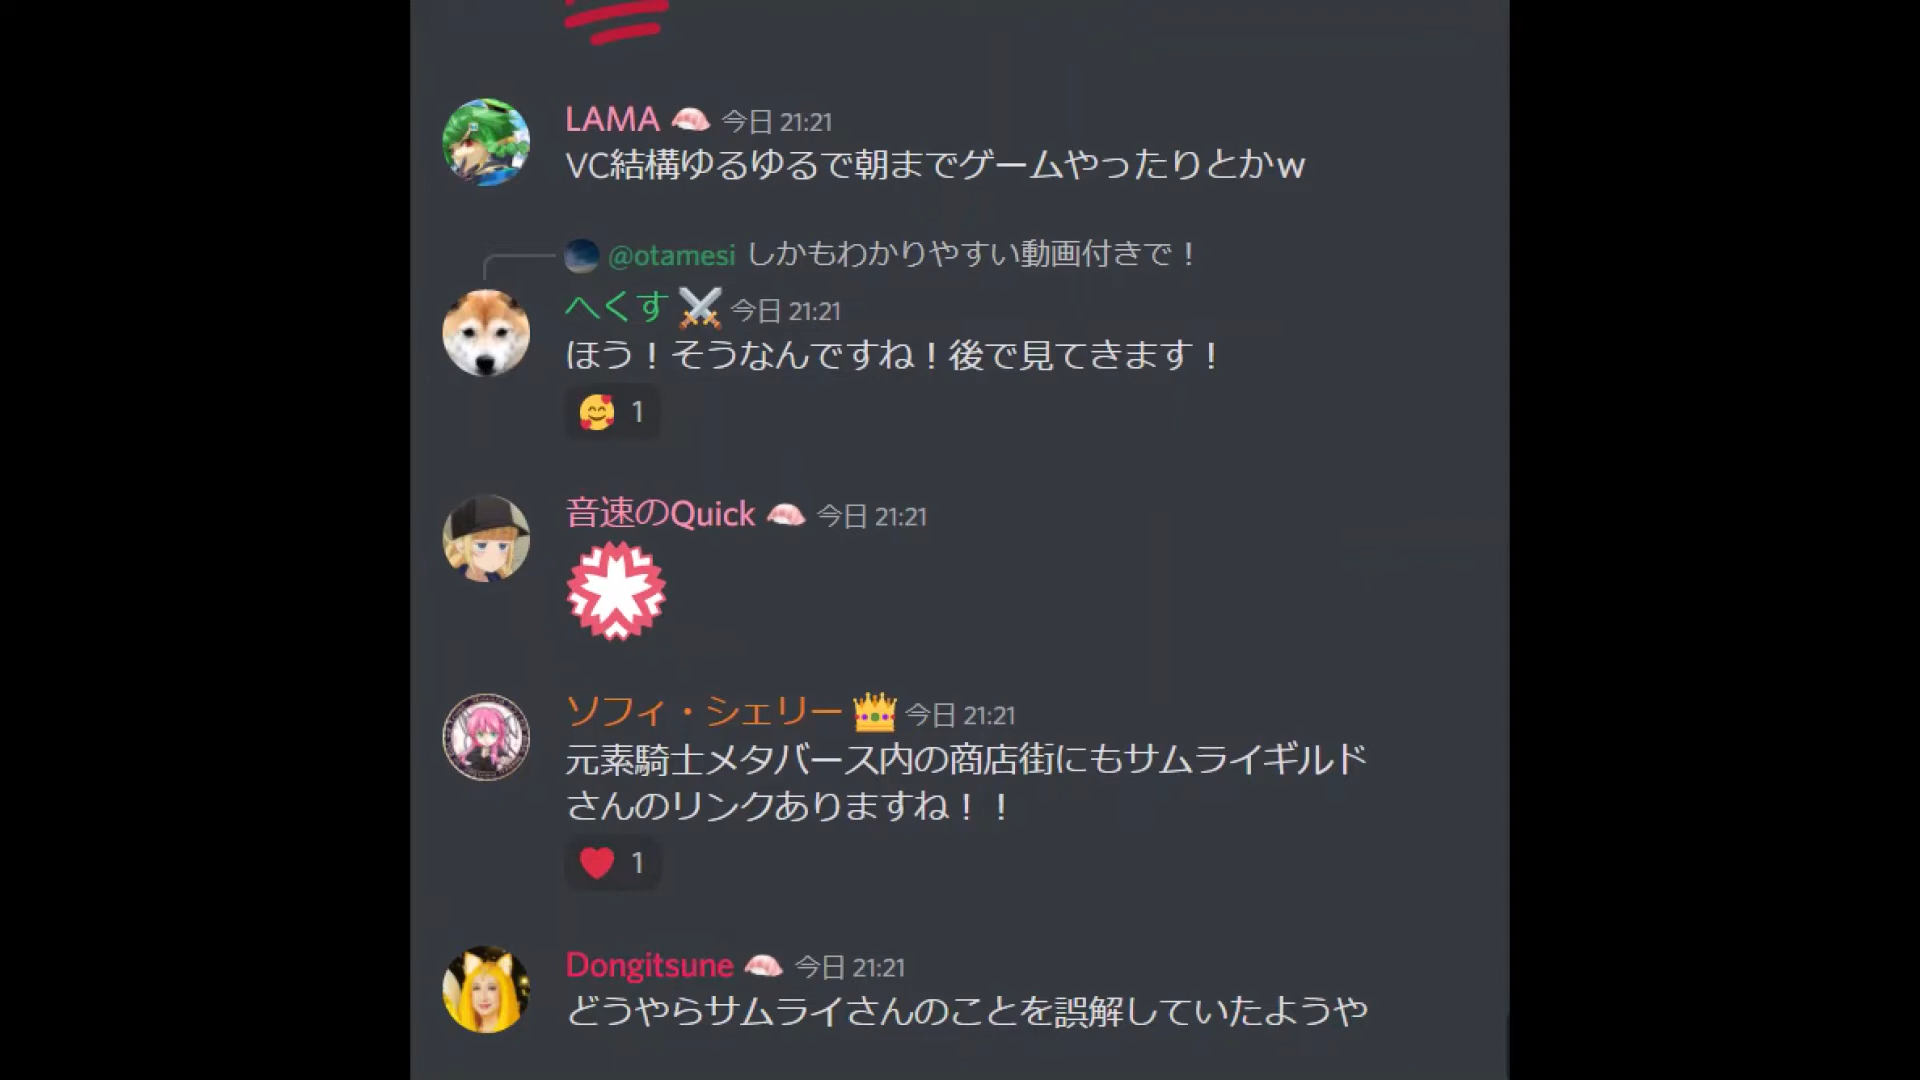 LAMA 今日 21:21
VC結構ゆるゆるで朝までゲームやったりとかw
@otamesi しかもわかりやすい動画付きで！
へくす 今日 21:21
ほう！そうなんですね！後で見てきます！
1
音速のQuick 今日 21:21
ソフィ・シェリー 今日 21:21
元素騎士メタバース内の商店街にもサムライギルド
さんのリンクありますね！！
1
Dongitsune 今日 21:21
どうやらサムライさんのことを誤解していたようや